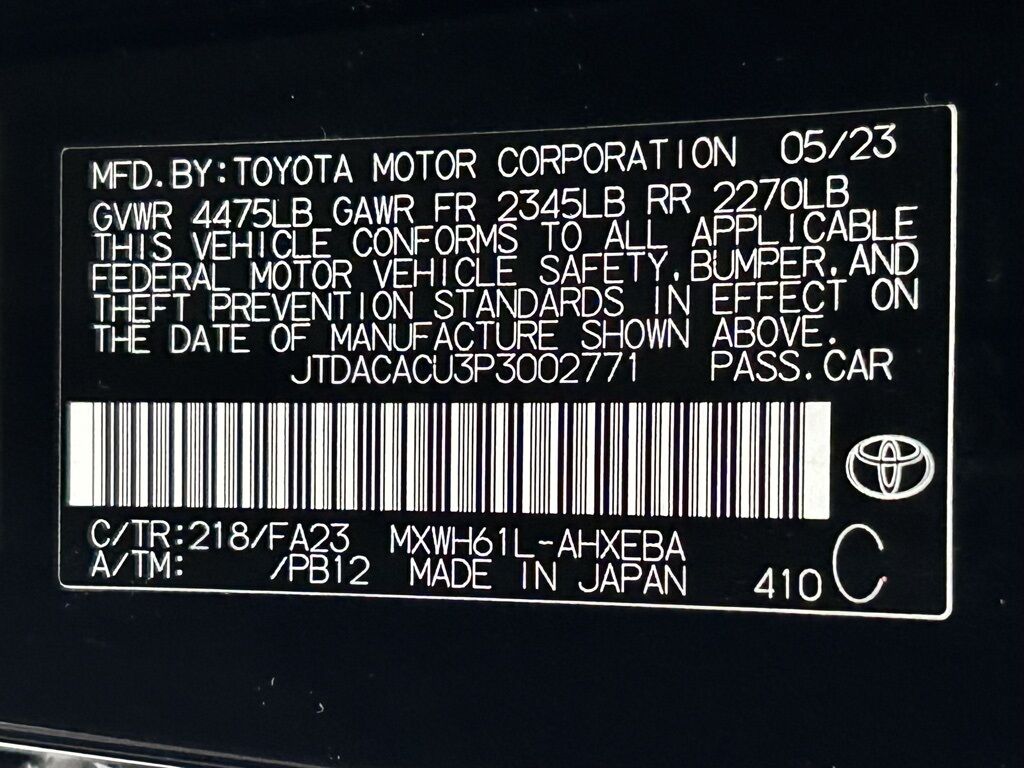 MFD.BY:TOYOTA MOTOR CORPORATION 05/23
GVWR 4475LB GAWR FR 2345LB RR 2270LB
THIS VEHICLE CONFORMS TO ALL APPLICABLE
FEDERAL MOTOR VEHICLE SAFETY,BUMPER,AND
THEFT PREVENTION STANDARDS IN EFFECT ON
THE DATE OF MANUFACTURE SHOWN ABOVE.
JTDACACU3P3002771 PASS.CAR
C/TR:218/FA23 MXWH61L-AHXEBA
A/TM: /PB12 MADE IN JAPAN 410 C